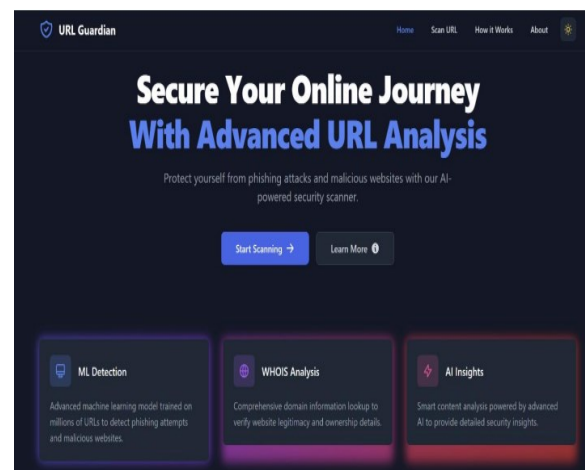 URL Guardian
Home Scan URL How it Works About
Secure Your Online Journey
With Advanced URL Analysis
Protect yourself from phishing attacks and malicious websites with our AI-
powered security scanner.
Start Scanning → Learn More
ML Detection
Advanced machine learning model trained on
millions of URLs to detect phishing attempts
and malicious websites.
WHOIS Analysis
Comprehensive domain information lookup to
verify website legitimacy and ownership details.
AI Insights
Smart content analysis powered by advanced
AI to provide detailed security insights.